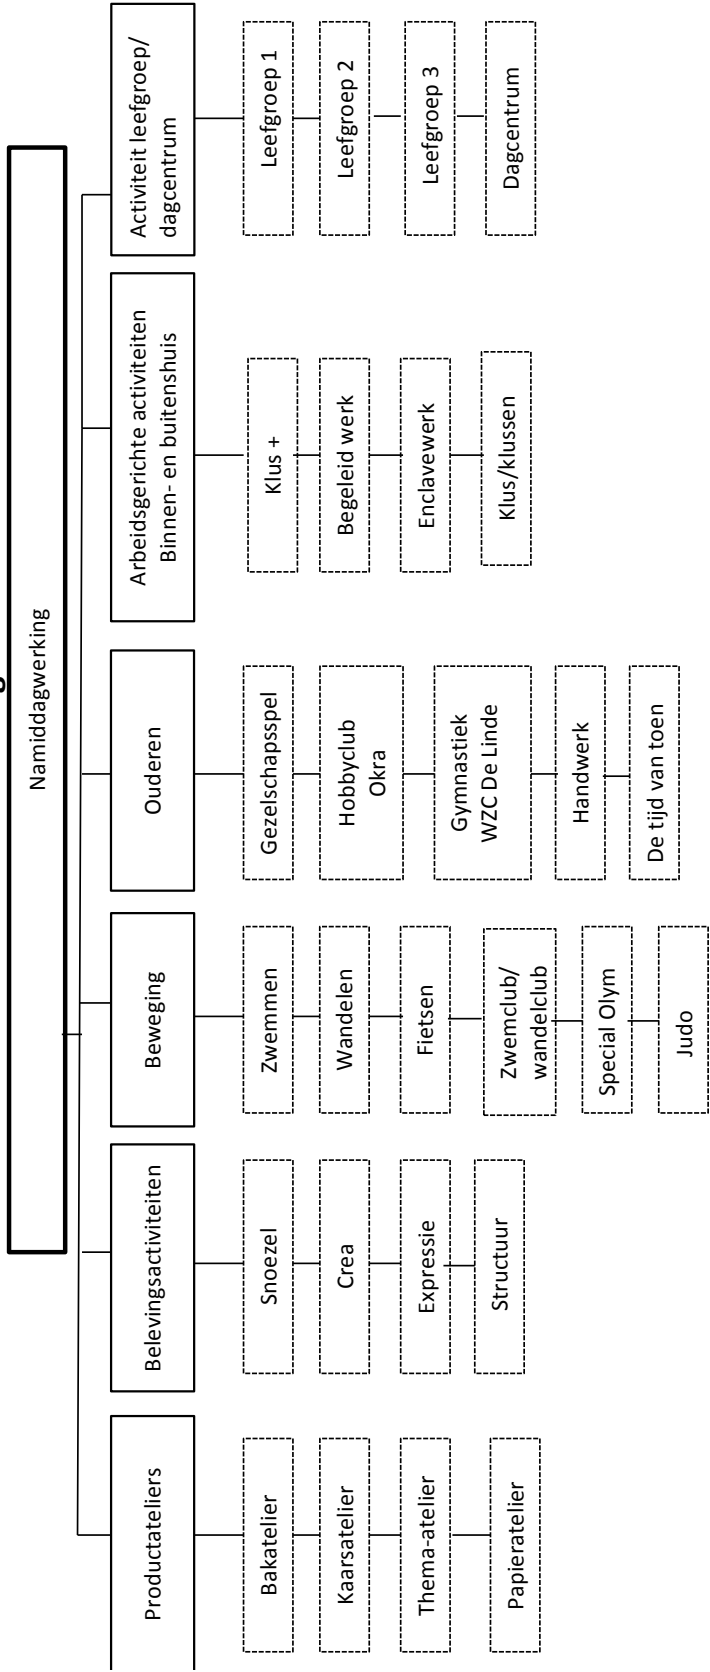 Namiddagwerking
Productateliers
Bakatelier
Kaarsatelier
Thema-atelier
Papieratelier
Belevingsactiviteiten
Snoezel
Crea
Expressie
Structuur
Beweging
Zwemmen
Wandelen
Fietsen
Zwemclub/
wandelclub
Special Olym
Judo
Ouderen
Gezelschapsspel
Hobbyclub
Okra
Gymnastiek
WZC De Linde
Handwerk
De tijd van toen
Arbeidsgerichte activiteiten
Binnen- en buitenshuis
Klus +
Begeleid werk
Enclavewerk
Klus/klussen
Activiteit leefgroep/
dagcentrum
Leefgroep 1
Leefgroep 2
Leefgroep 3
Dagcentrum